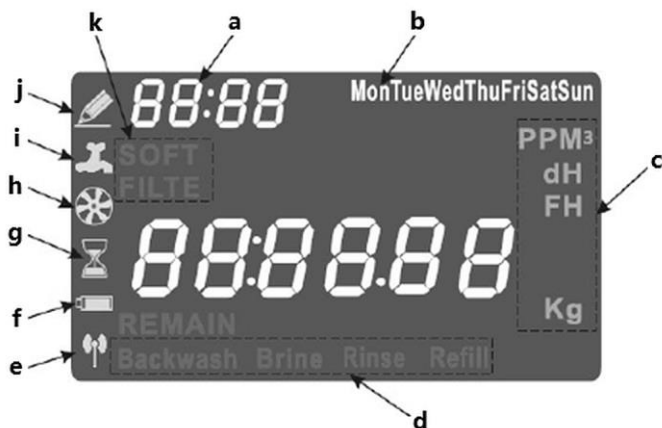 k a b
j 88:88 MonTueWedThuFriSatSun
i SOFT PPM3
FILTE dH c
h FH
g 88:88.88
f REMAIN Kg
e Backwash Brine Rinse Refill
d